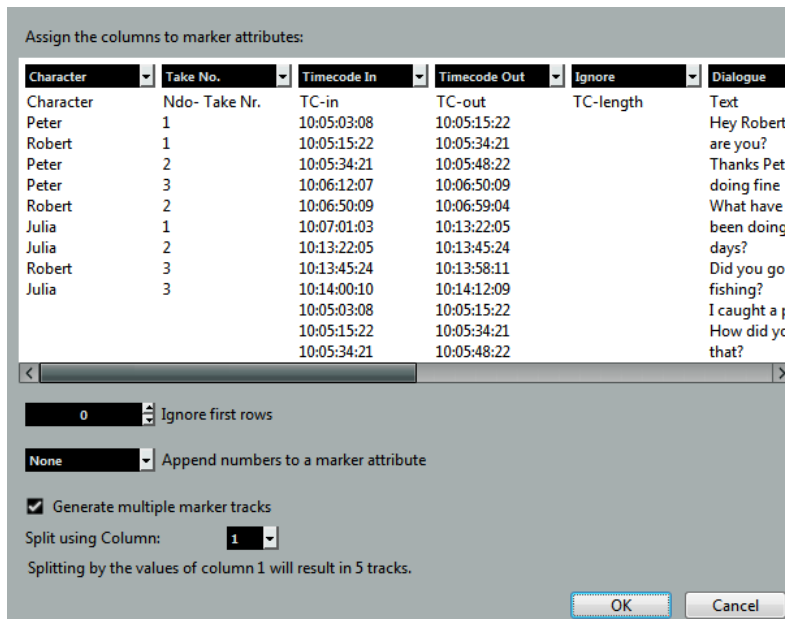 Assign the columns to marker attributes:
Character Take No. Timecode In Timecode Out Ignore Dialogue
Character Ndo- Take Nr. TC-in TC-out TC-length Text
Peter 1 10:05:03:08 10:05:15:22 Hey Robert
Robert 1 10:05:15:22 10:05:34:21 are you?
Peter 2 10:05:34:21 10:05:48:22 Thanks Pet
Peter 3 10:06:12:07 10:06:50:09 doing fine
Robert 2 10:06:50:09 10:06:59:04 What have
Julia 1 10:07:01:03 10:13:22:05 been doing
Julia 2 10:13:22:05 10:13:45:24 days?
Robert 3 10:13:45:24 10:13:58:11 Did you go
Julia 3 10:14:00:10 10:14:12:09 fishing?
10:05:03:08 10:05:15:22 I caught a
10:05:15:22 10:05:34:21 How did yo
10:05:34:21 10:05:48:22 that?
0 Ignore first rows
None Append numbers to a marker attribute
Generate multiple marker tracks
Split using Column: 1
Splitting by the values of column 1 will result in 5 tracks.
OK Cancel